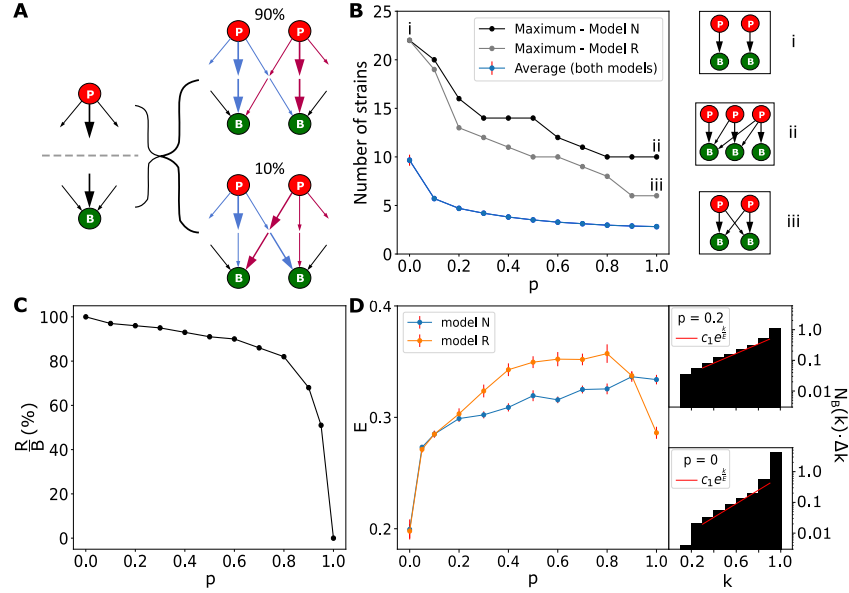 A
90%
P
P
P
B
B
10%
P
P
B
B
B
B
Number of strains
25
20
15
10
5
0
0.0
0.2
0.4
0.6
0.8
1.0
p
Maximum - Model N
Maximum - Model R
Average (both models)
i
ii
iii
P
P
B
B
i
P
P
P
B
B
B
ii
P
P
B
B
iii
C
R/B (%)
100
80
60
40
20
0
0.0
0.2
0.4
0.6
0.8
1.0
p
D
E
0.4
0.3
0.2
0.0
0.2
0.4
0.6
0.8
1.0
p
model N
model R
p = 0.2
c₁e^{k/E}
1.0
0.1
0.01
p = 0
c₁e^{k/E}
1.0
0.1
0.01
N_B(k)·Δk
0.2
0.6
1.0
k